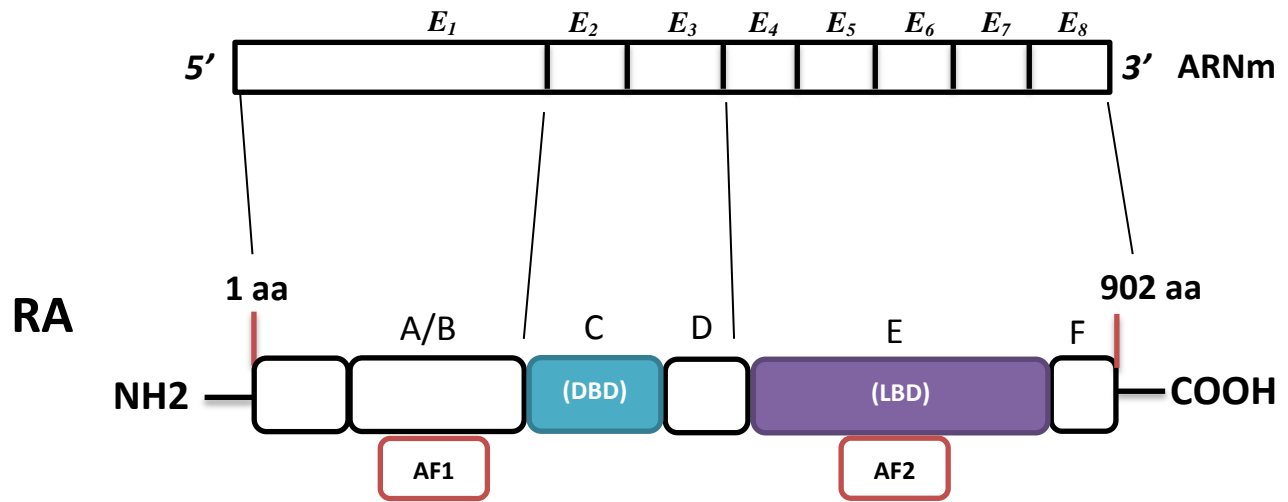 E1 E2 E3 E4 E5 E6 E7 E8
5’ 3’ ARNm
1 aa 902 aa
RA
A/B C D E F
NH2 (DBD) (LBD) COOH
AF1 AF2